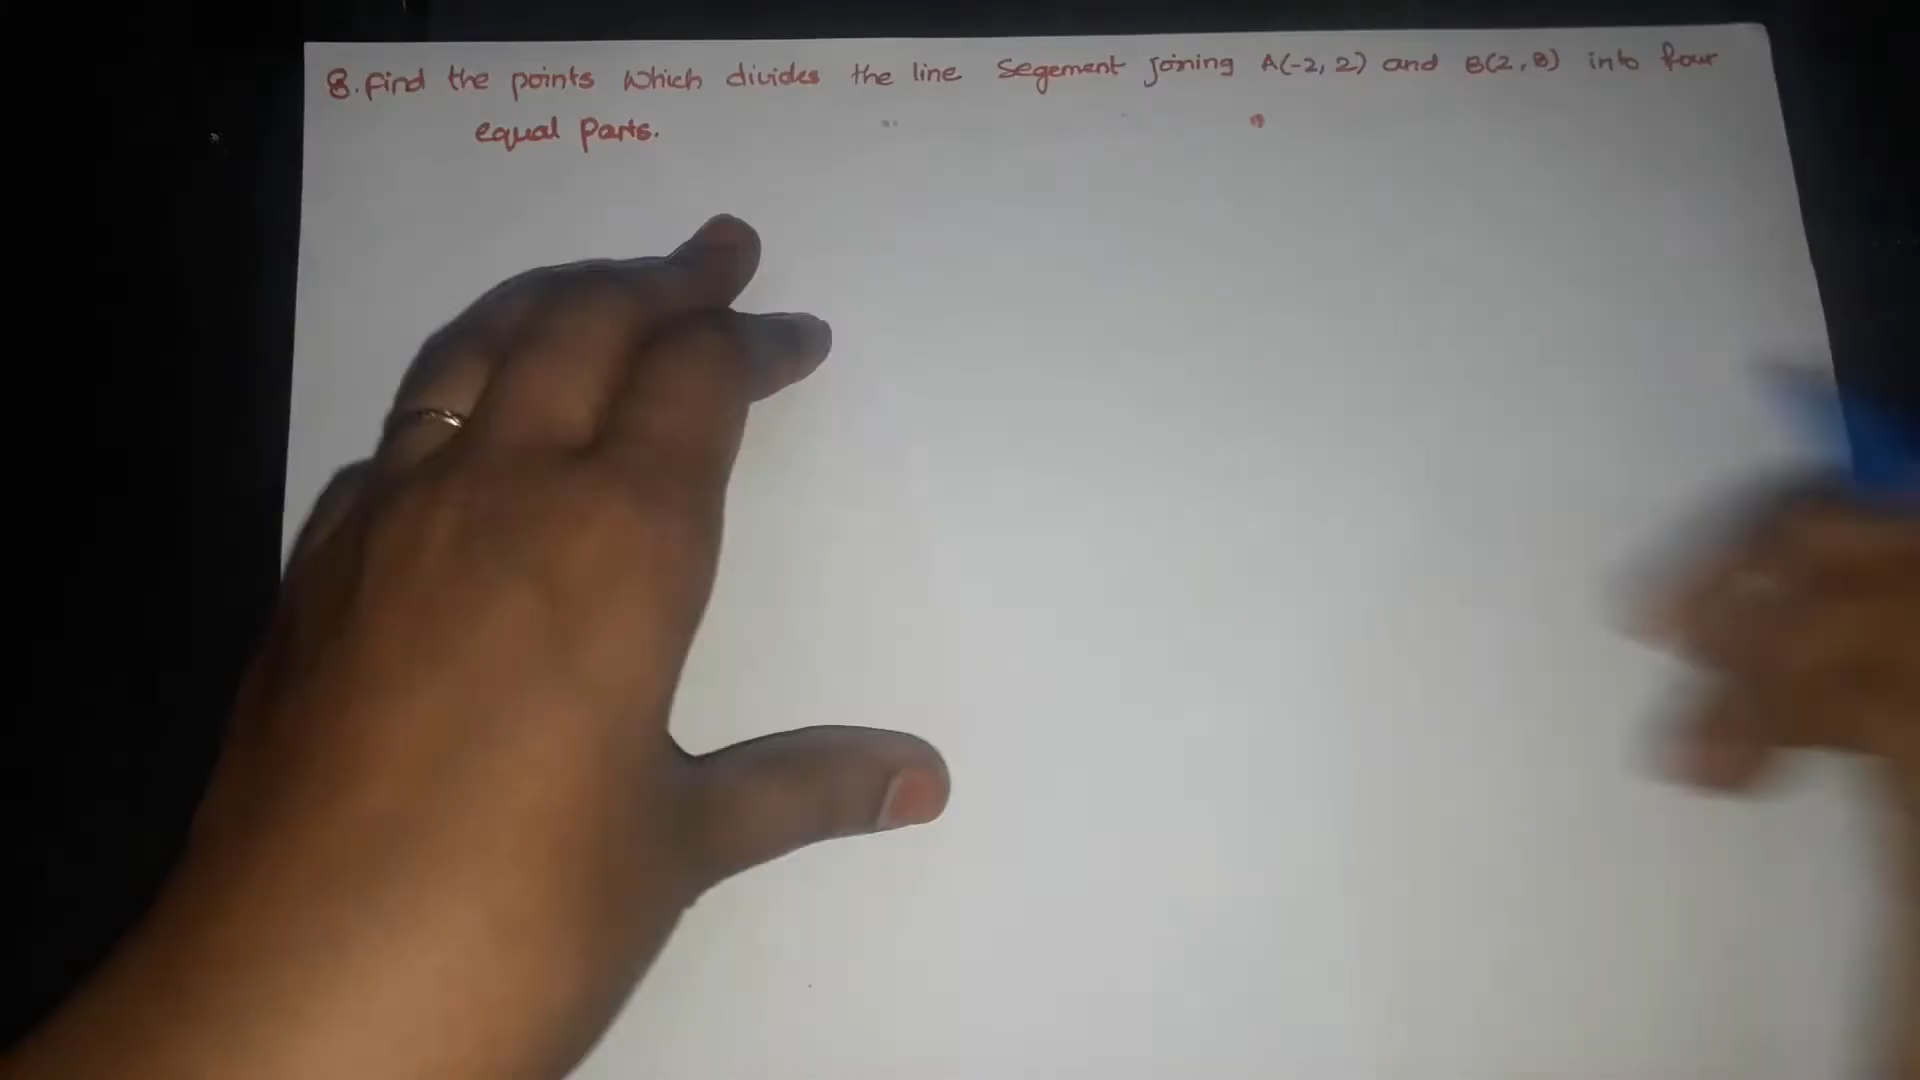 8. find the points which divides the line segement joining A(-2, 2) and B(2, 8) into four
equal parts.